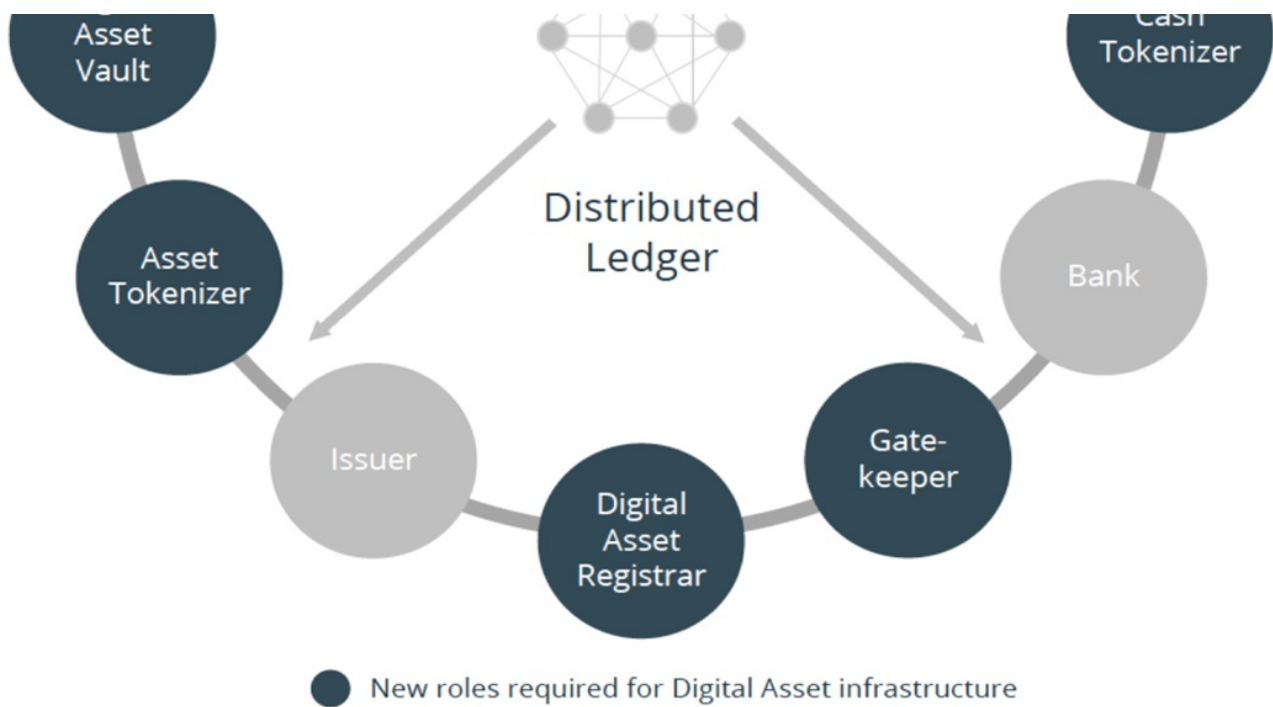 Asset
Vault
Cash
Tokenizer
Distributed
Ledger
Asset
Tokenizer
Bank
Issuer
Gate-
keeper
Digital
Asset
Registrar
New roles required for Digital Asset infrastructure